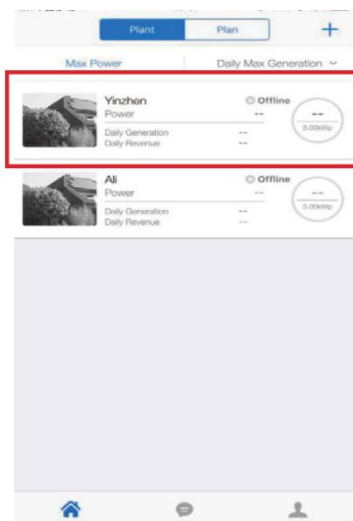 Plant Plan +
Max Power Daily Max Generation
Yinzhen Offline
Power -- --
5.00kWp
Daily Generation --
Daily Revenue --
Ali Offline
Power -- --
5.00kWp
Daily Generation --
Daily Revenue --